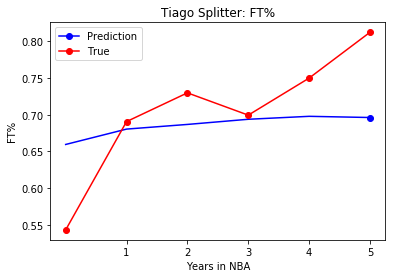 Tiago Splitter: FT%
Prediction
True
FT%
0.80
0.75
0.70
0.65
0.60
0.55
1 2 3 4 5
Years in NBA